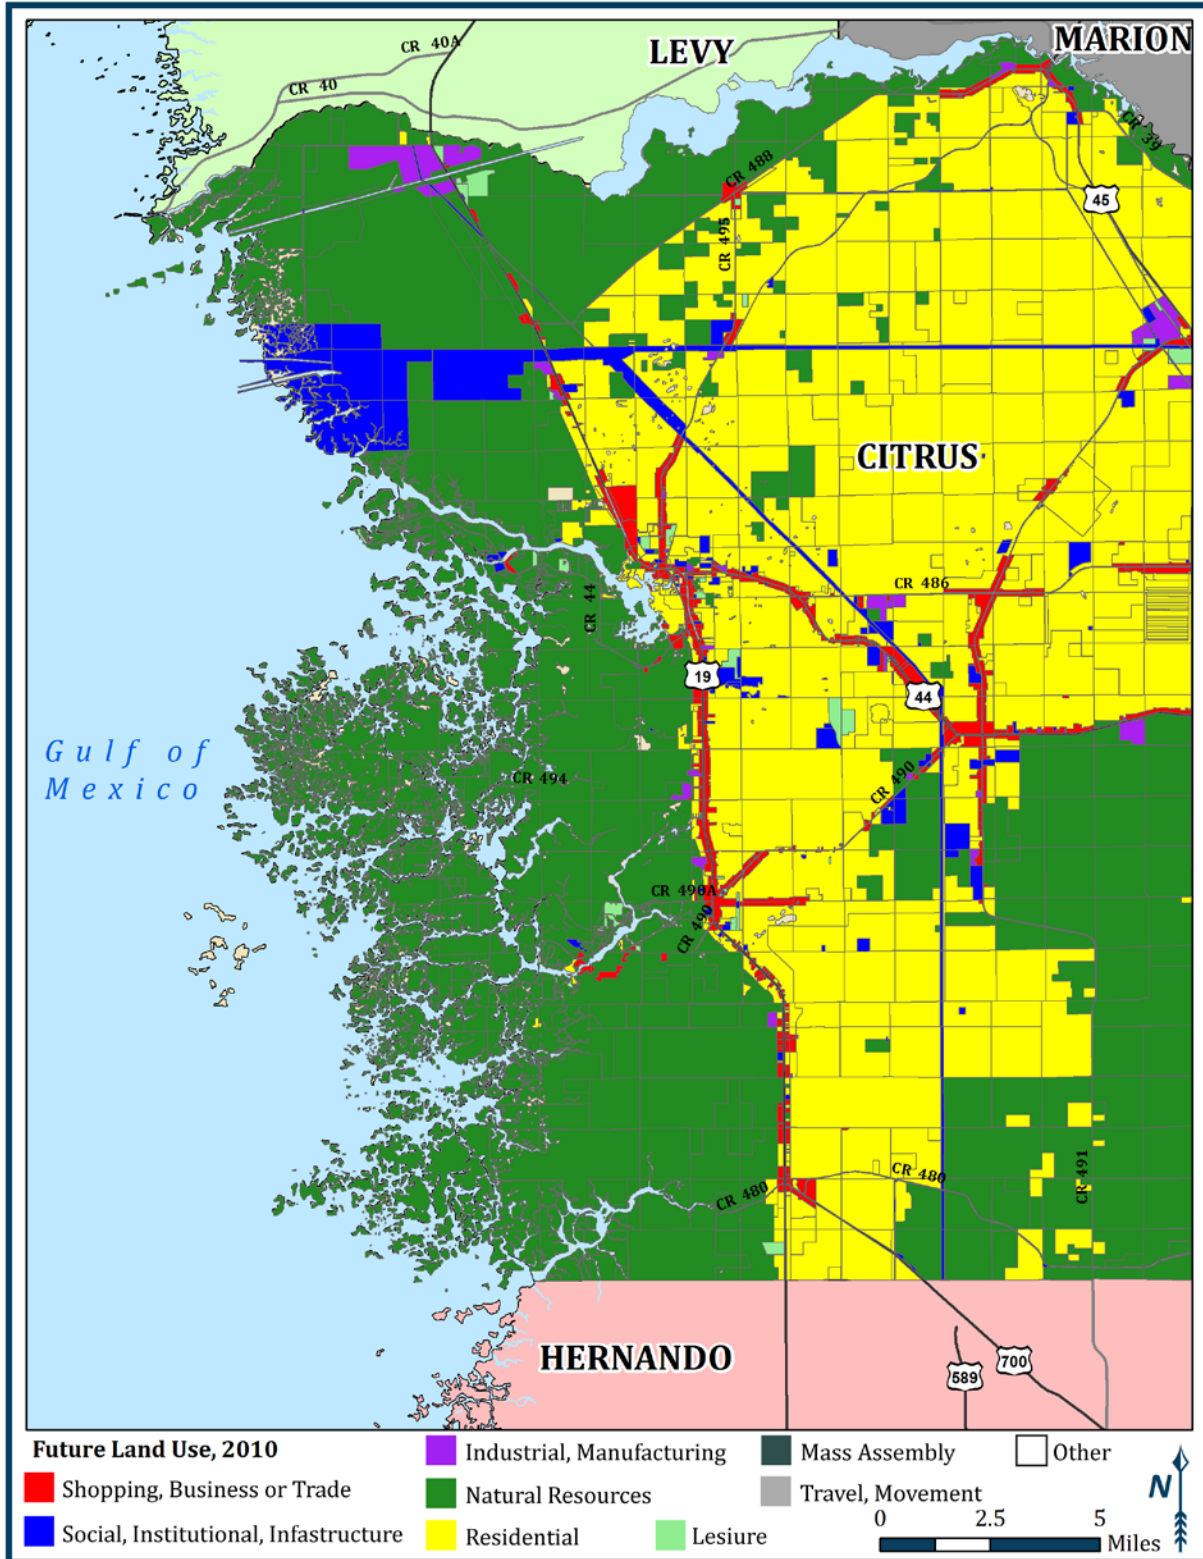 LEVY
MARION
CR 40A
CR 40
CR 39
CR 488
45
CR 495
CITRUS
CR 486
CR 44
19
44
Gulf of
Mexico
CR 494
CR 490
CR 490A
CR 490
CR 491
CR 480
CR 480
HERNANDO
700
589
Future Land Use, 2010
Shopping, Business or Trade
Social, Institutional, Infastructure
Industrial, Manufacturing
Natural Resources
Residential
Lesiure
Mass Assembly
Travel, Movement
Other
N
0 2.5 5
Miles